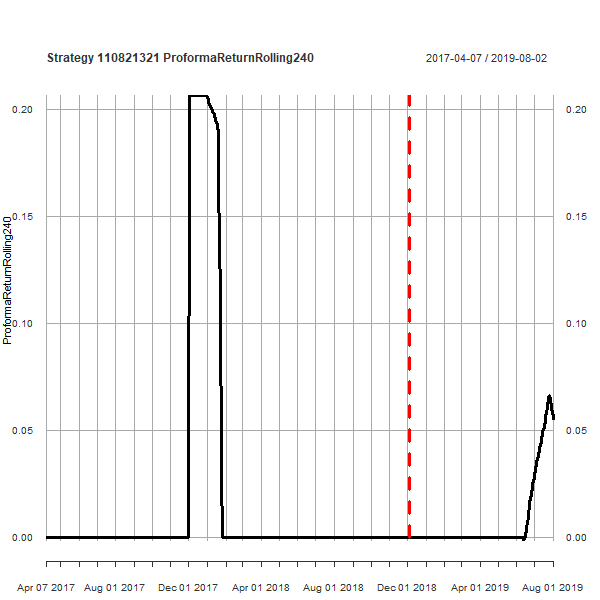 Strategy 110821321 ProformaReturnRolling240
2017-04-07 / 2019-08-02
ProformaReturnRolling240
0.20 0.20
0.15 0.15
0.10 0.10
0.05 0.05
0.00 0.00
Apr 07 2017 Aug 01 2017 Dec 01 2017 Apr 01 2018 Aug 01 2018 Dec 01 2018 Apr 01 2019 Aug 01 2019